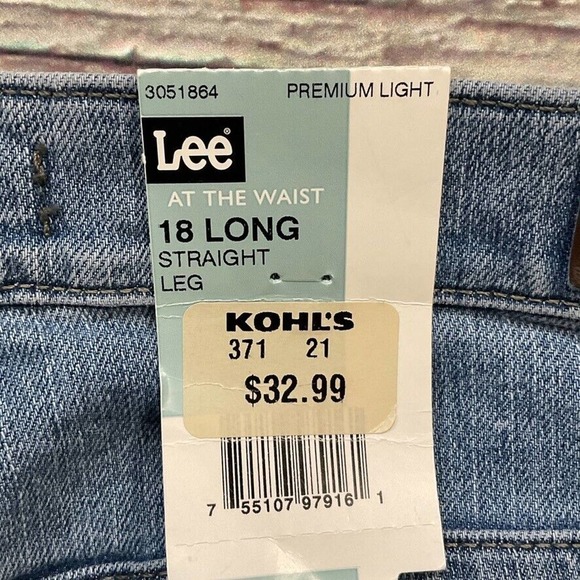 3051864 PREMIUM LIGHT
Lee®
AT THE WAIST
18 LONG
STRAIGHT
LEG
KOHL'S
371 21
$32.99
7 55107 97916 1